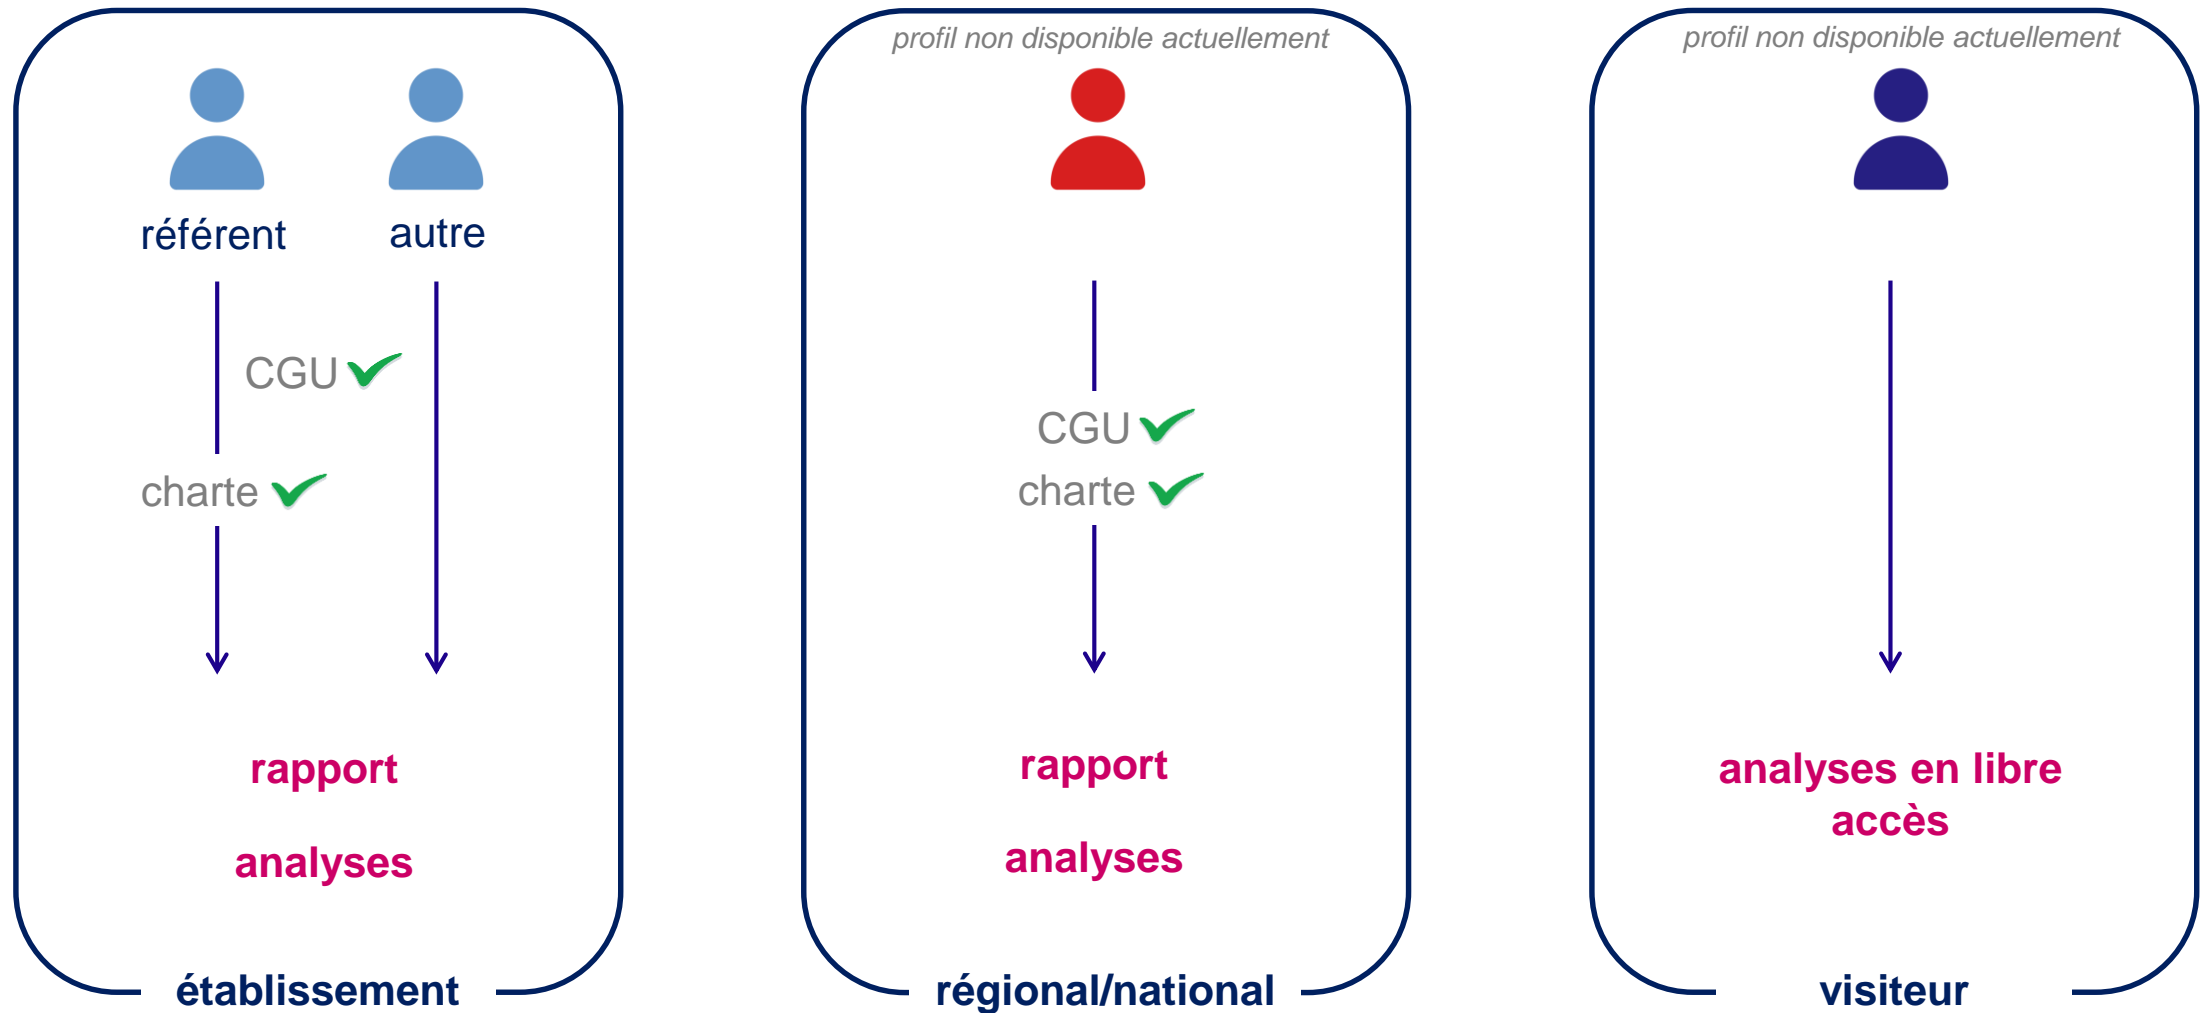 référent
autre
CGU
charte
rapport
analyses
établissement
profil non disponible actuellement
CGU
charte
rapport
analyses
régional/national
profil non disponible actuellement
analyses en libre
accès
visiteur